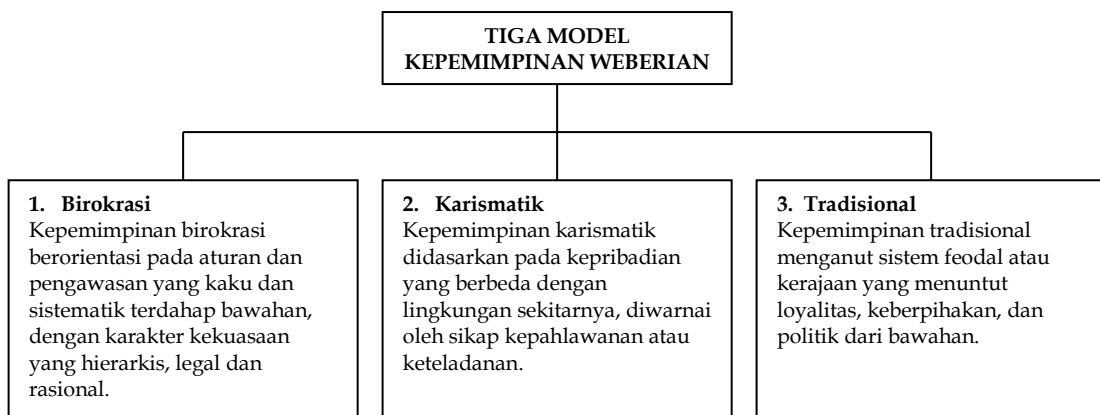 TIGA MODEL
KEPEMIMPINAN WEBERIAN
1. Birokrasi
Kepemimpinan birokrasi
berorientasi pada aturan dan
pengawasan yang kaku dan
sistematik terdahap bawahan,
dengan karakter kekuasaan
yang hierarkis, legal dan
rasional.
2. Karismatik
Kepemimpinan karismatik
didasarkan pada kepribadian
yang berbeda dengan
lingkungan sekitarnya, diwarnai
oleh sikap kepahlawanan atau
keteladanan.
3. Tradisional
Kepemimpinan tradisional
menganut sistem feodal atau
kerajaan yang menuntut
loyalitas, keberpihakan, dan
politik dari bawahan.